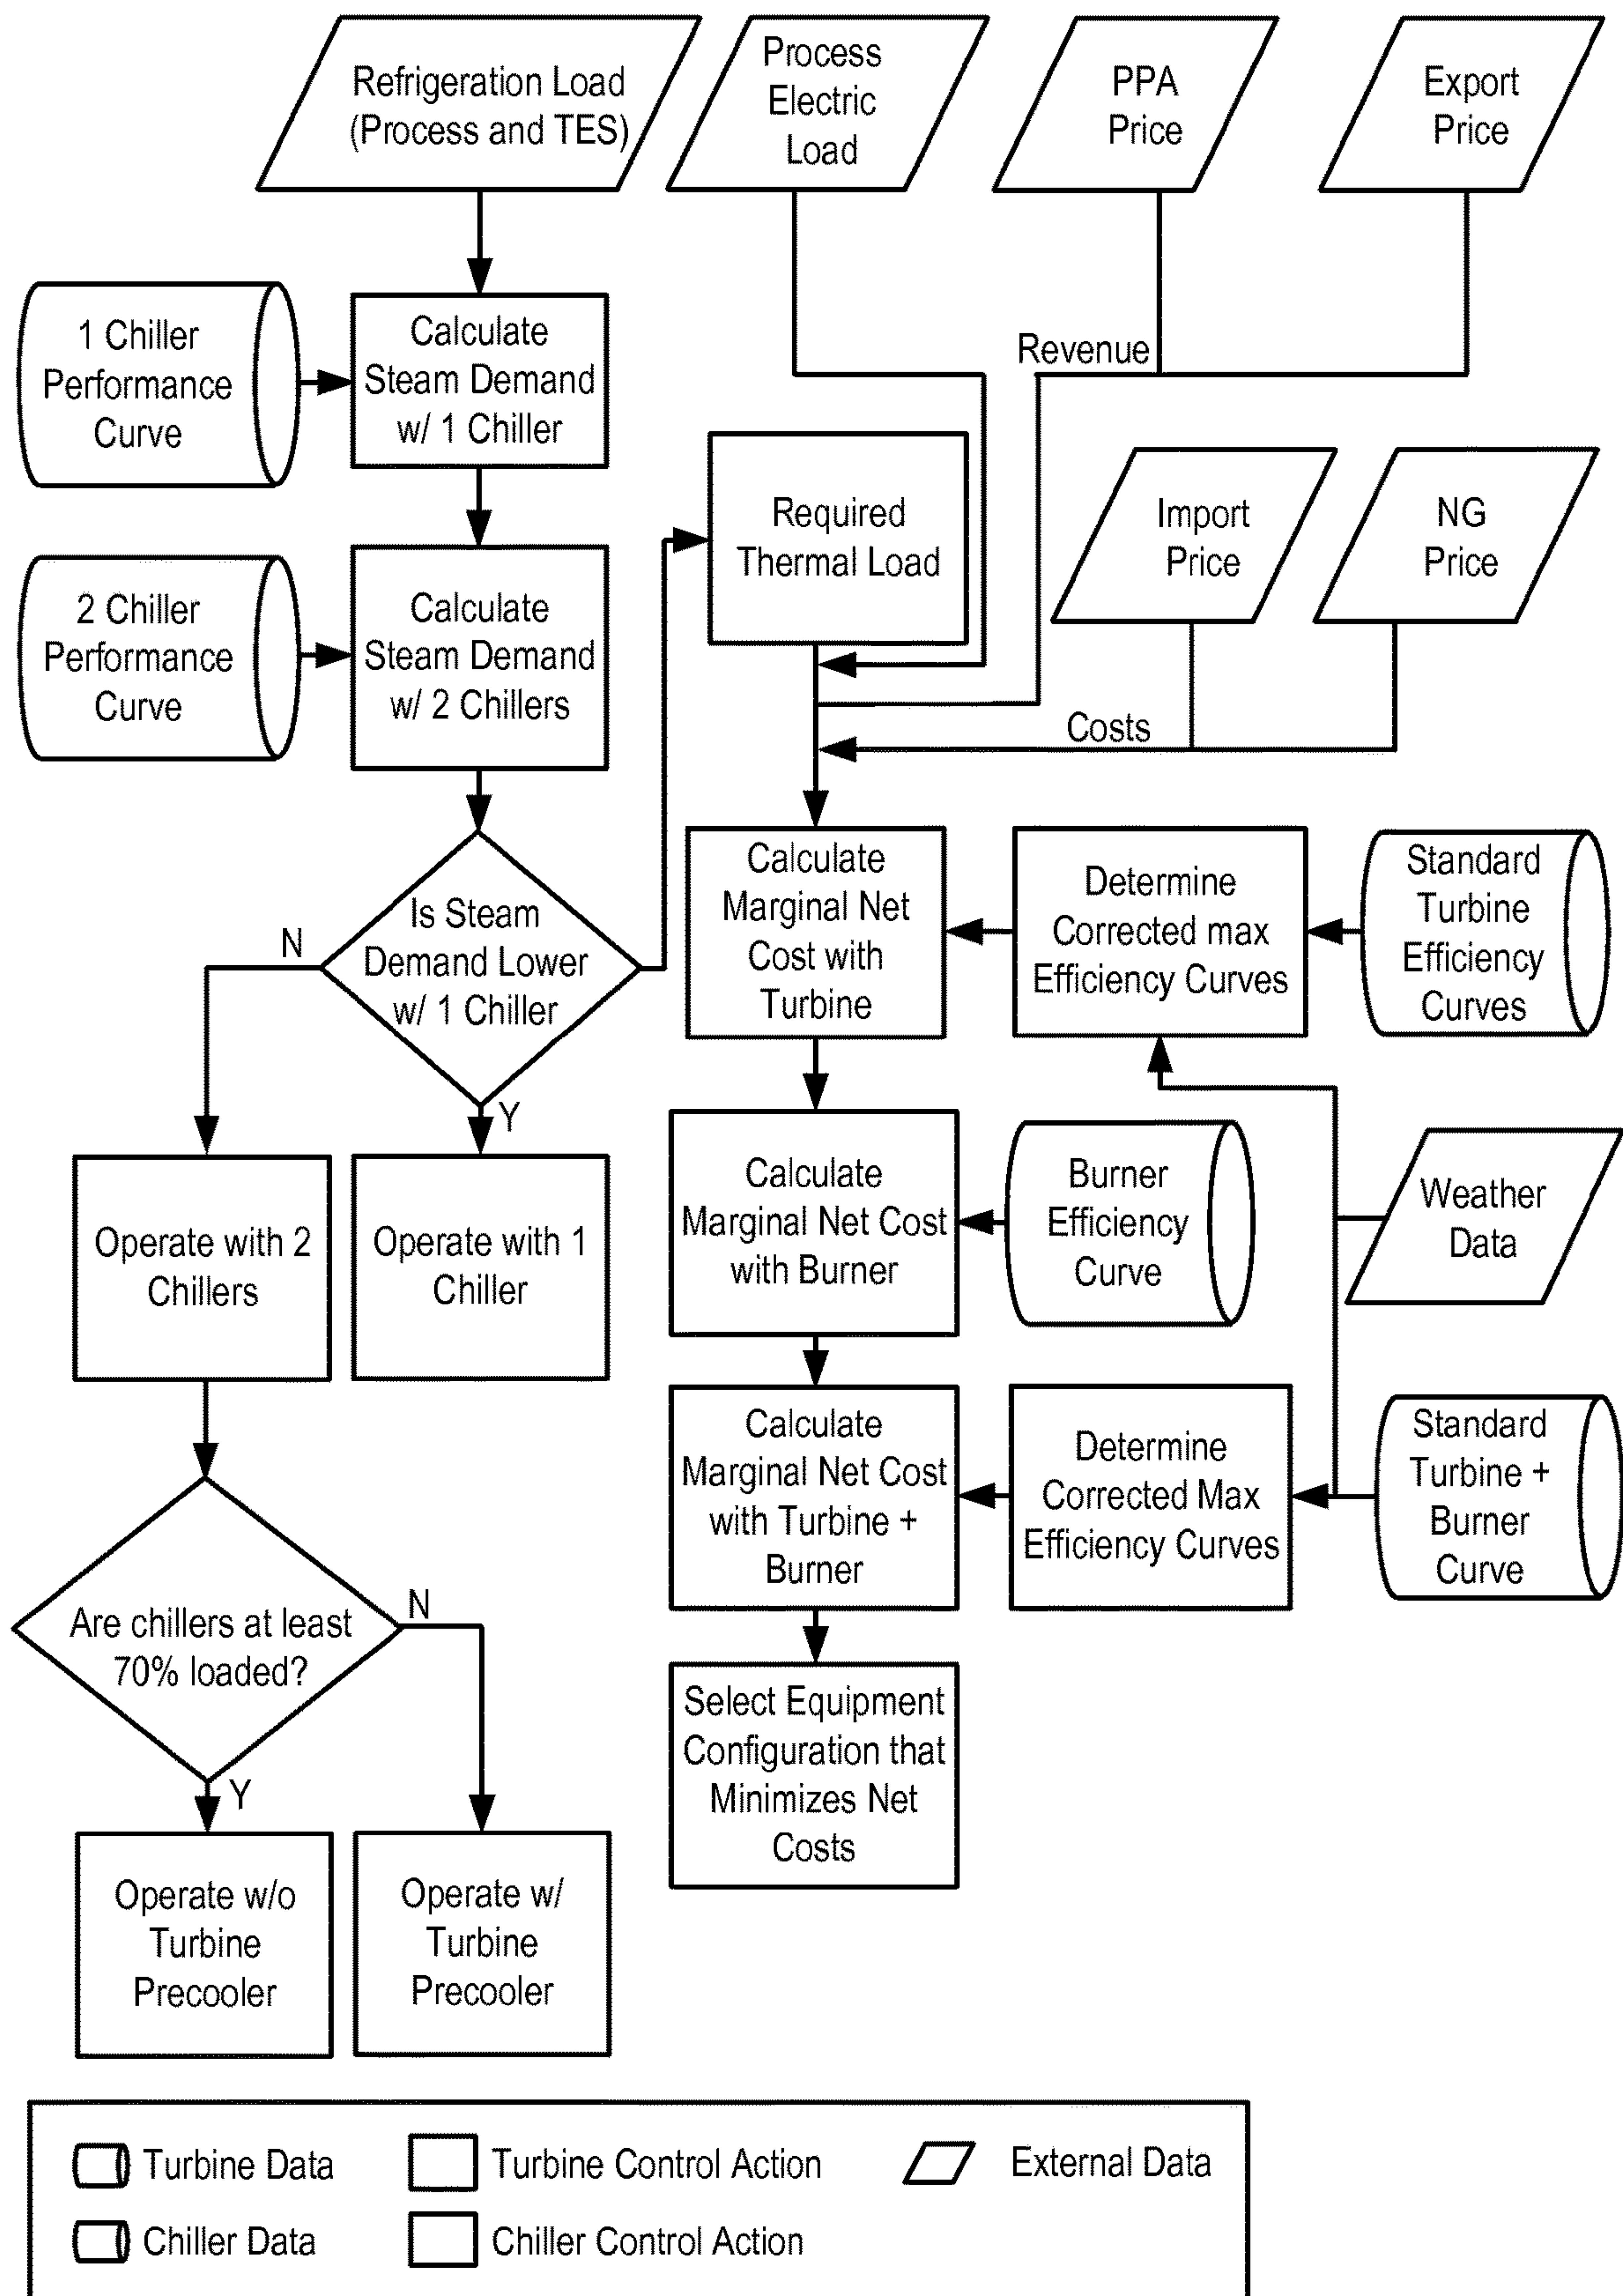 Refrigeration Load
(Process and TES)
Process
Electric
Load
PPA
Price
Export
Price
1 Chiller
Performance
Curve
Calculate
Steam Demand
w/ 1 Chiller
Revenue
Required
Thermal Load
Import
Price
NG
Price
2 Chiller
Performance
Curve
Calculate
Steam Demand
w/ 2 Chillers
Costs
Is Steam
Demand Lower
w/ 1 Chiller
N
Y
Calculate
Marginal Net
Cost with
Turbine
Determine
Corrected max
Efficiency Curves
Standard
Turbine
Efficiency
Curves
Operate with 2
Chillers
Operate with 1
Chiller
Calculate
Marginal Net Cost
with Burner
Burner
Efficiency
Curve
Weather
Data
Calculate
Marginal Net Cost
with Turbine +
Burner
Determine
Corrected Max
Efficiency Curves
Standard
Turbine +
Burner
Curve
Are chillers at least
70% loaded?
N
Y
Select Equipment
Configuration that
Minimizes Net
Costs
Operate w/o
Turbine
Precooler
Operate w/
Turbine
Precooler
Turbine Data
Turbine Control Action
External Data
Chiller Data
Chiller Control Action